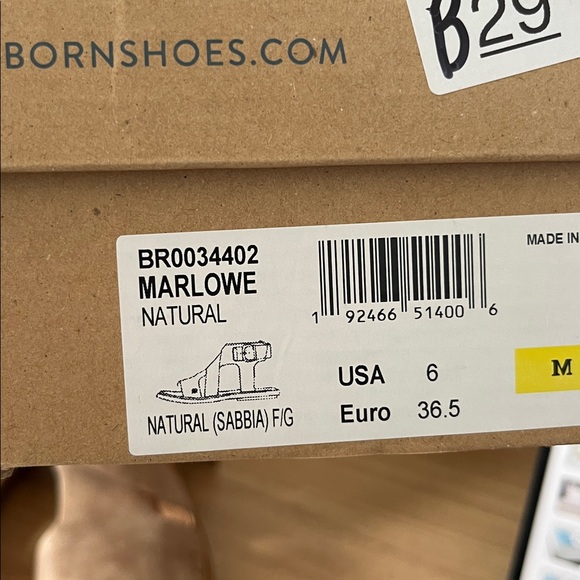 BORNSHOES.COM
B29
BR0034402
MARLOWE
NATURAL
1 92466 51400 6
MADE IN
USA 6
M
Euro 36.5
NATURAL (SABBIA) F/G